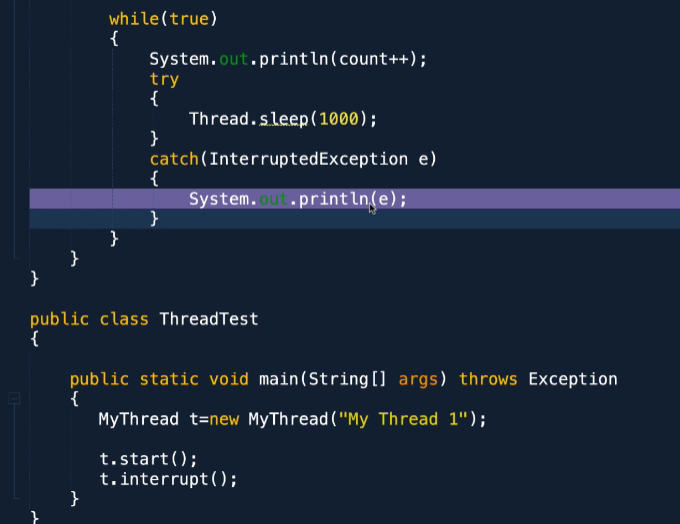 while(true)
{
System.out.println(count++);
try
{
Thread.sleep(1000);
}
catch(InterruptedException e)
{
System.out.println(e);
}
}
}
}
public class ThreadTest
{
public static void main(String[] args) throws Exception
{
MyThread t=new MyThread("My Thread 1");
t.start();
t.interrupt();
}
}